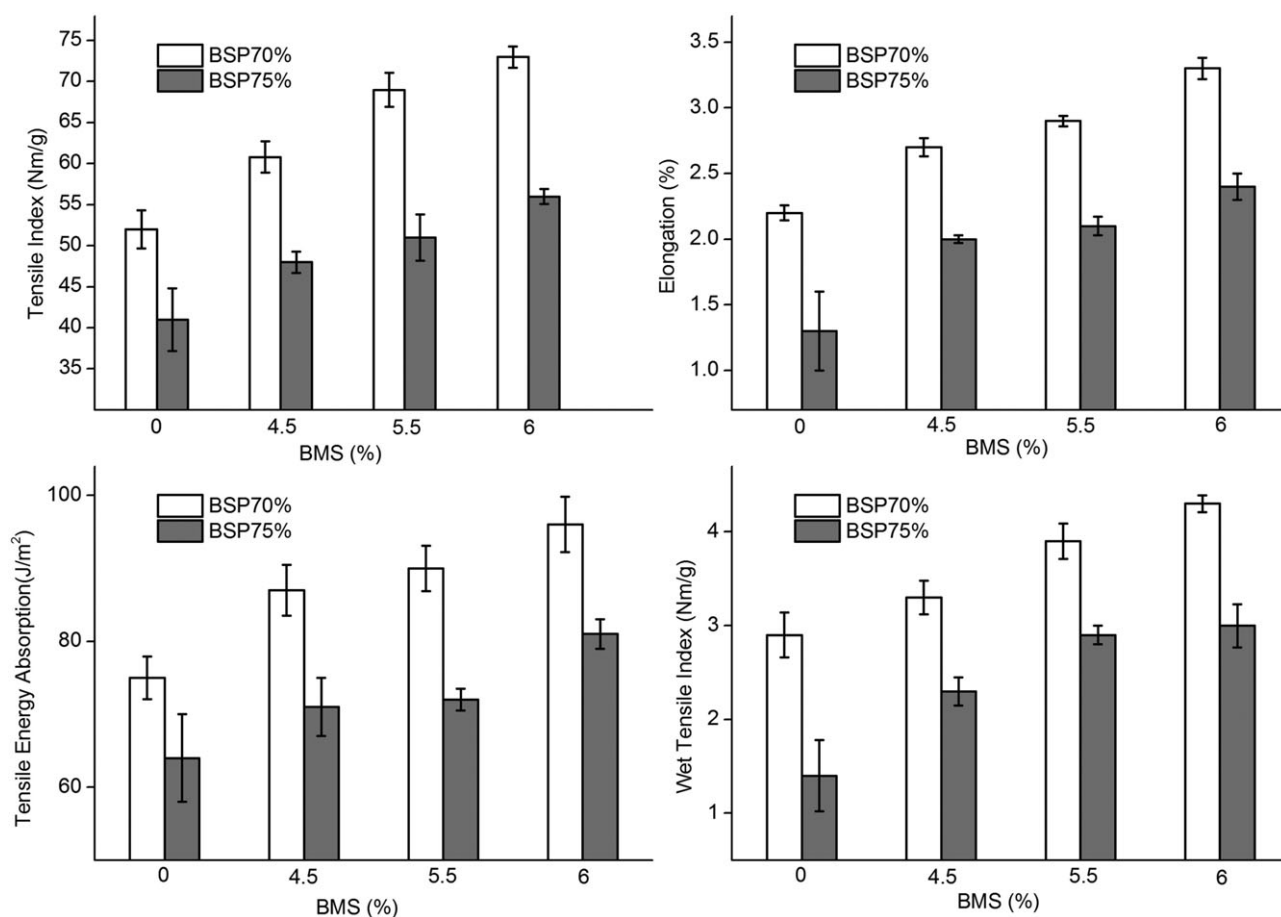 75
70
65
60
55
50
45
40
35
Tensile Index (Nm/g)
BSP70%
BSP75%
0
4.5
5.5
6
BMS (%)
3.5
3.0
2.5
2.0
1.5
1.0
Elongation (%)
BSP70%
BSP75%
0
4.5
5.5
6
BMS (%)
100
80
60
Tensile Energy Absorption(J/m²)
BSP70%
BSP75%
0
4.5
5.5
6
BMS (%)
4
3
2
1
Wet Tensile Index (Nm/g)
BSP70%
BSP75%
0
4.5
5.5
6
BMS (%)